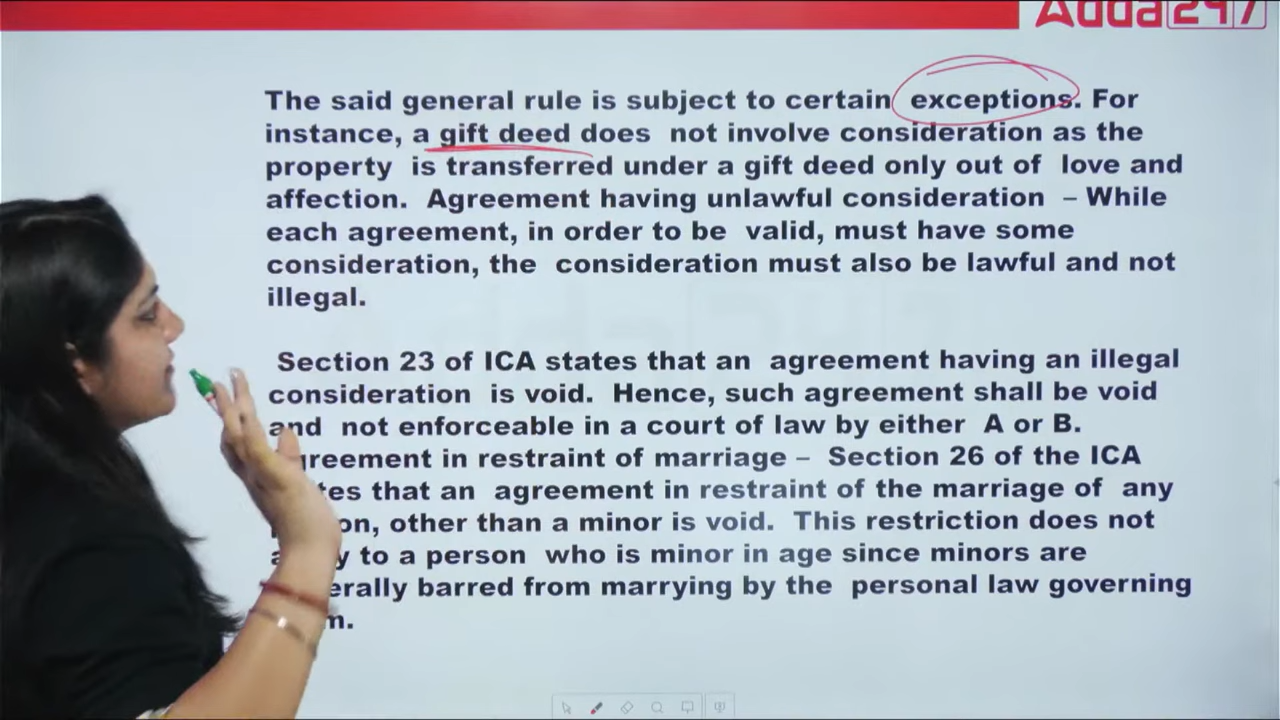 Adda247
The said general rule is subject to certain exceptions. For
instance, a gift deed does not involve consideration as the
property is transferred under a gift deed only out of love and
affection. Agreement having unlawful consideration – While
each agreement, in order to be valid, must have some
consideration, the consideration must also be lawful and not
illegal.
Section 23 of ICA states that an agreement having an illegal
consideration is void. Hence, such agreement shall be void
and not enforceable in a court of law by either A or B.
greement in restraint of marriage – Section 26 of the ICA
tes that an agreement in restraint of the marriage of any
on, other than a minor is void. This restriction does not
y to a person who is minor in age since minors are
erally barred from marrying by the personal law governing
m.